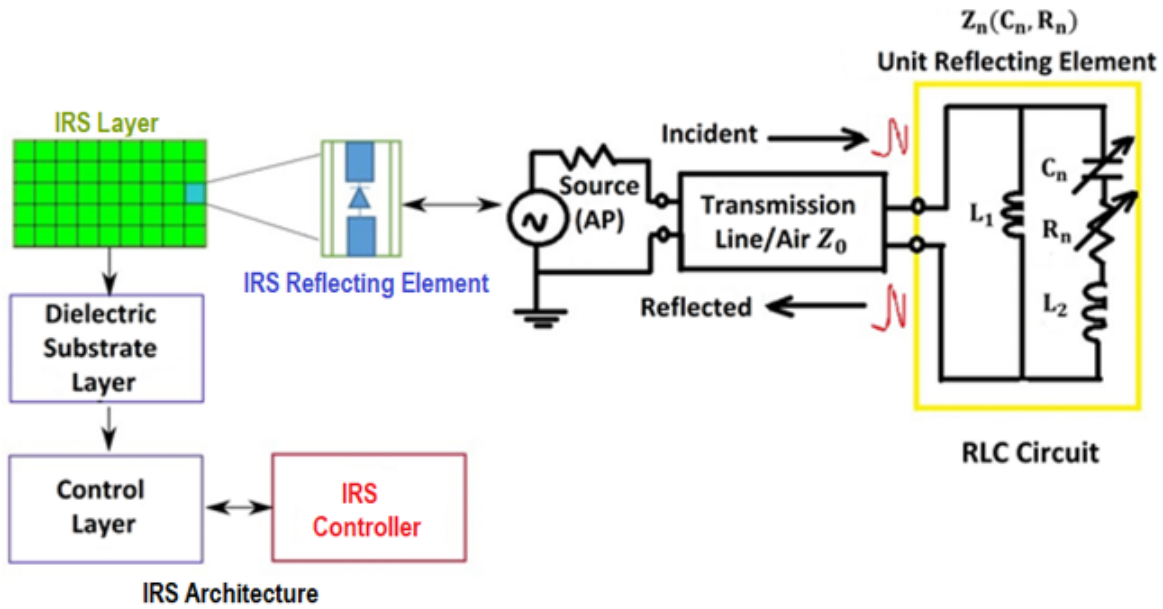 IRS Layer
IRS Reflecting Element
Dielectric
Substrate
Layer
Control
Layer
IRS
Controller
IRS Architecture
Source
(AP)
Incident
Transmission
Line/Air Z₀
Reflected
Zₙ(Cₙ, Rₙ)
Unit Reflecting Element
L₁
Cₙ
Rₙ
L₂
RLC Circuit